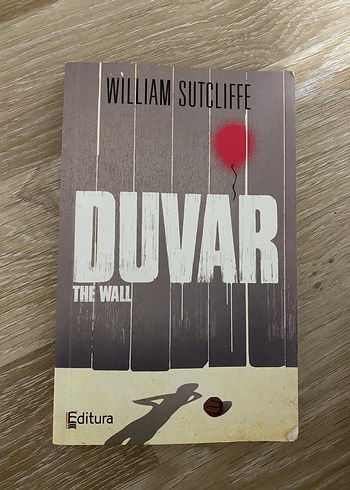 WILLIAM SUTCLIFFE
DUVAR
THE WALL
Editura